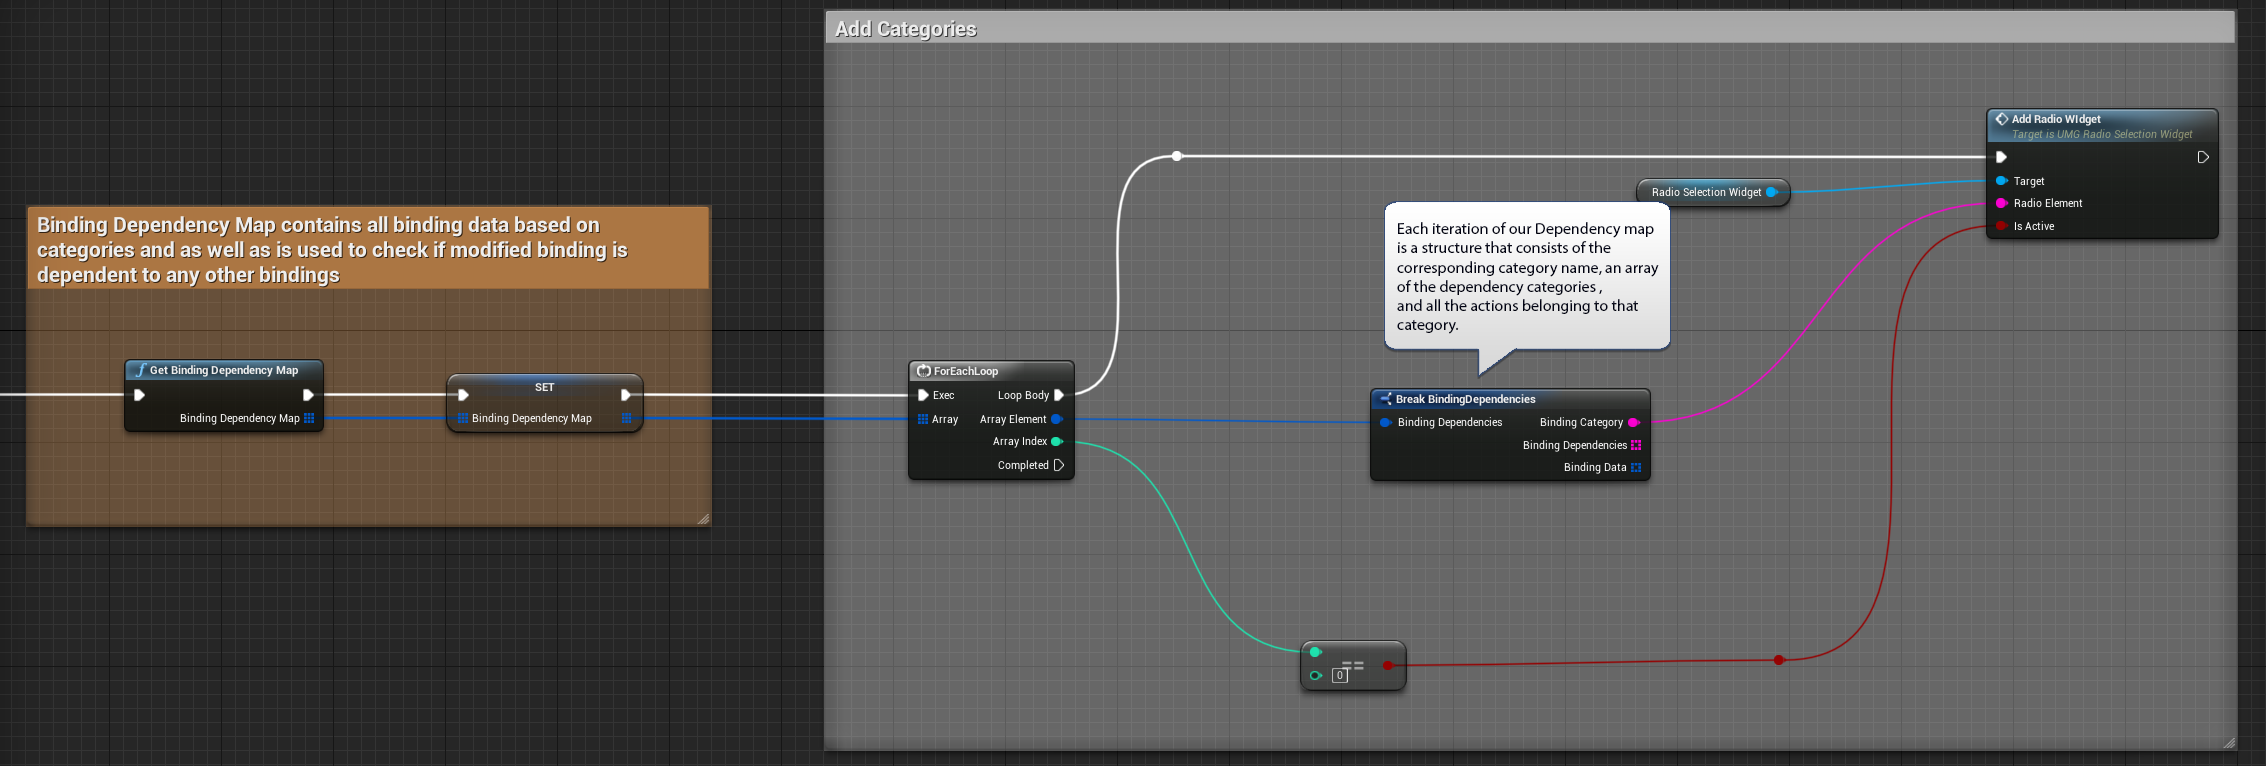 Add Categories
Add Radio WIdget
Target is UMG Radio Selection Widget
Target
Radio Element
Is Active
Radio Selection Widget
Binding Dependency Map contains all binding data based on
categories and as well as is used to check if modified binding is
dependent to any other bindings
Each iteration of our Dependency map
is a structure that consists of the
corresponding category name, an array
of the dependency categories ,
and all the actions belonging to that
category.
f Get Binding Dependency Map
Binding Dependency Map
SET
Binding Dependency Map
ForEachLoop
Exec Loop Body
Array Array Element
Array Index
Completed
Break BindingDependencies
Binding Dependencies Binding Category
Binding Dependencies
Binding Data
==
0